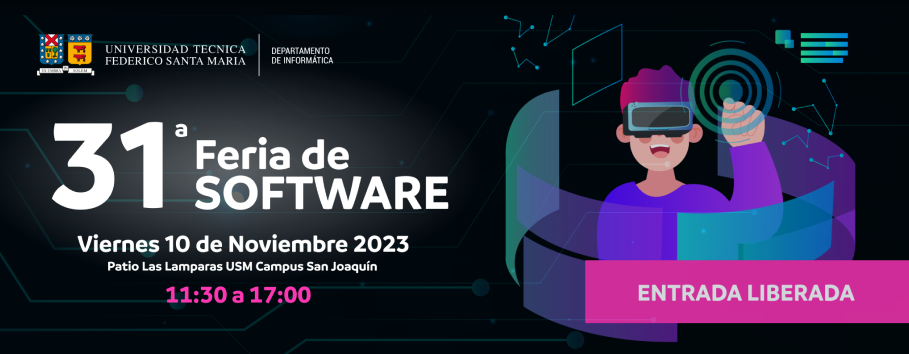 UNIVERSIDAD TECNICA
FEDERICO SANTA MARIA
DEPARTAMENTO
DE INFORMÁTICA
31ª
Feria de
SOFTWARE
Viernes 10 de Noviembre 2023
Patio Las Lamparas USM Campus San Joaquín
11:30 a 17:00
ENTRADA LIBERADA